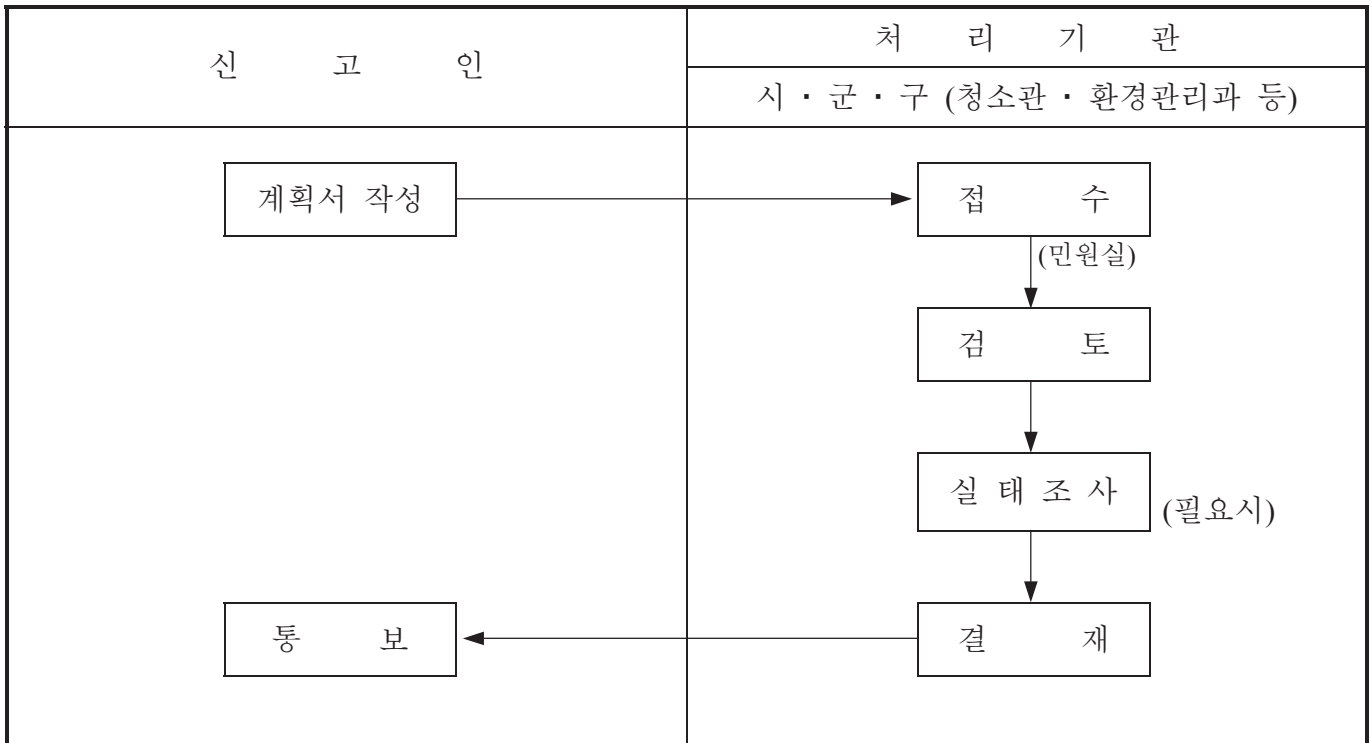 신 고 인
처 리 기 관
시·군·구 (청소관·환경관리과 등)
계획서 작성
접 수
(민원실)
검 토
실 태 조 사
(필요시)
통 보
결 재